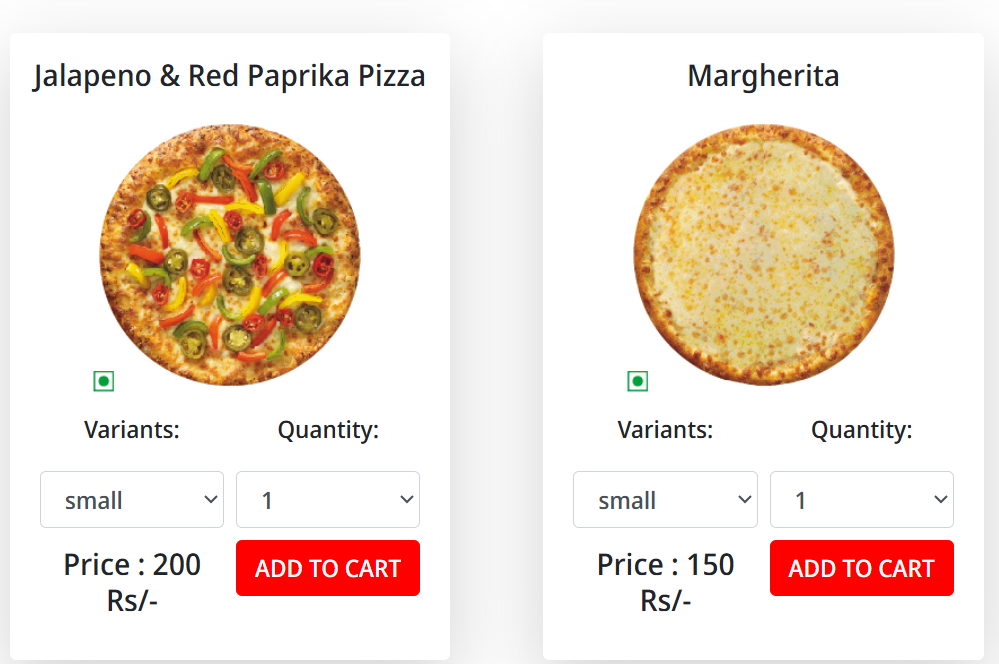 Jalapeno & Red Paprika Pizza
Variants: Quantity:
small 1
Price : 200 ADD TO CART
Rs/-
Margherita
Variants: Quantity:
small 1
Price : 150 ADD TO CART
Rs/-